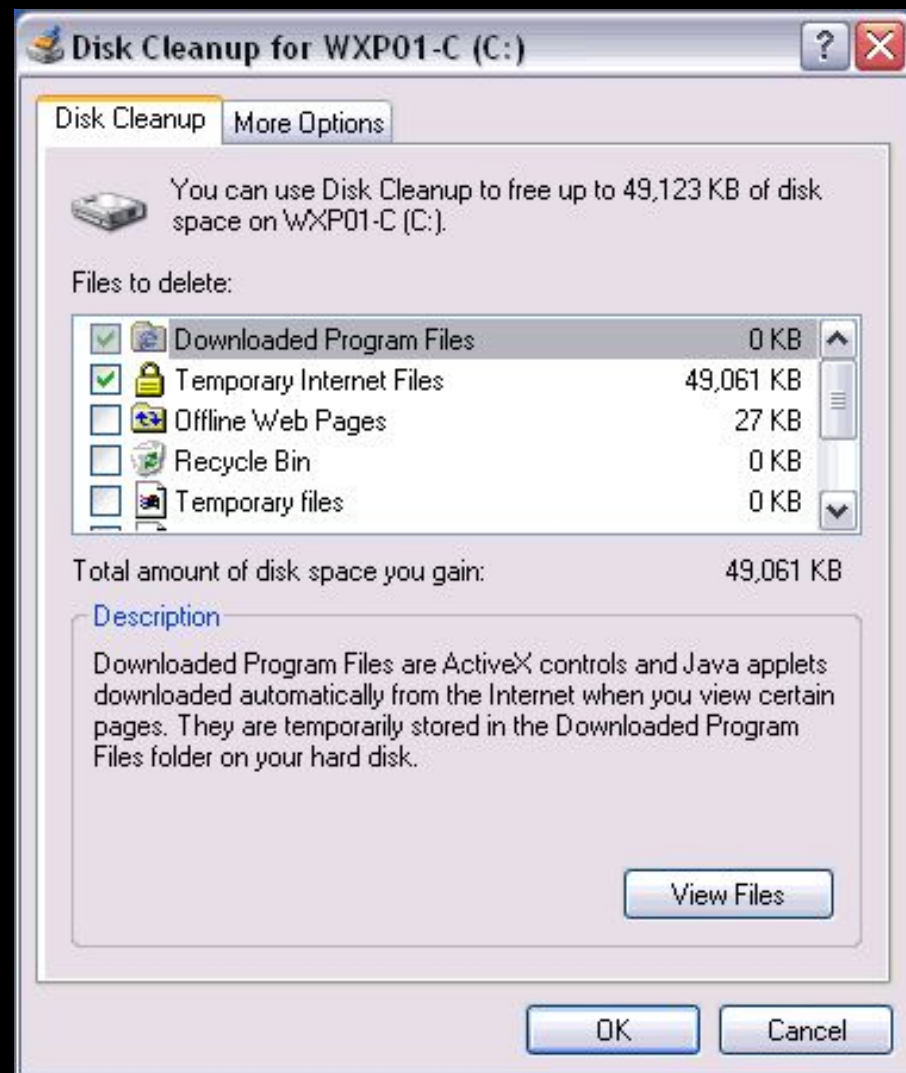 Disk Cleanup for WXP01-C (C:)
Disk Cleanup
More Options
You can use Disk Cleanup to free up to 49,123 KB of disk
space on WXP01-C (C:).
Files to delete:
Downloaded Program Files 0 KB
Temporary Internet Files 49,061 KB
Offline Web Pages 27 KB
Recycle Bin 0 KB
Temporary files 0 KB
Total amount of disk space you gain: 49,061 KB
Description
Downloaded Program Files are ActiveX controls and Java applets
downloaded automatically from the Internet when you view certain
pages. They are temporarily stored in the Downloaded Program
Files folder on your hard disk.
View Files
OK
Cancel